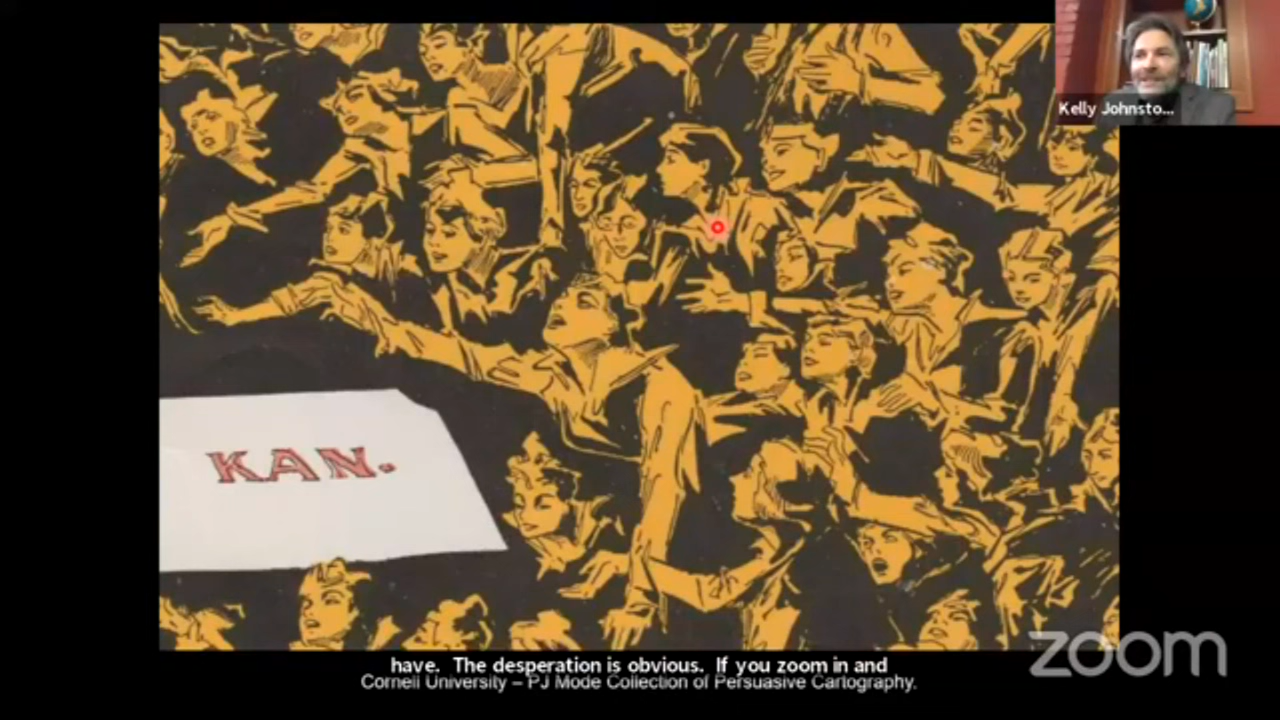 Kelly Johnsto...
KAN.
have. The desperation is obvious. If you zoom in and
Cornell University – PJ Mode Collection of Persuasive Cartography.
zoom